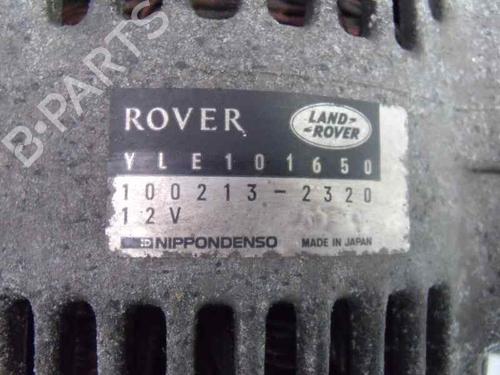 B-PARTS
ROVER
LAND-
-ROVER
YLE101650
100213-2320
12V
NIPPONDENSO MADE IN JAPAN